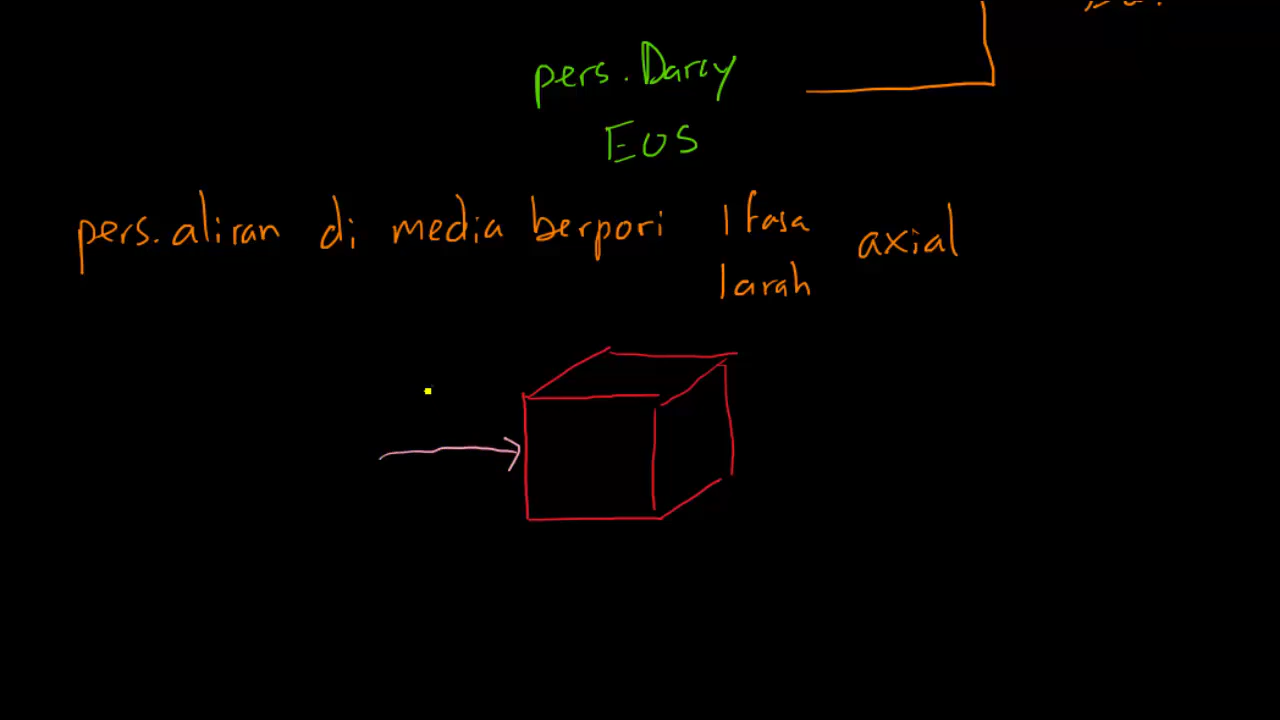 pers. Darcy
EOS
pers. aliran di media berpori 1 fasa axial
1 arah